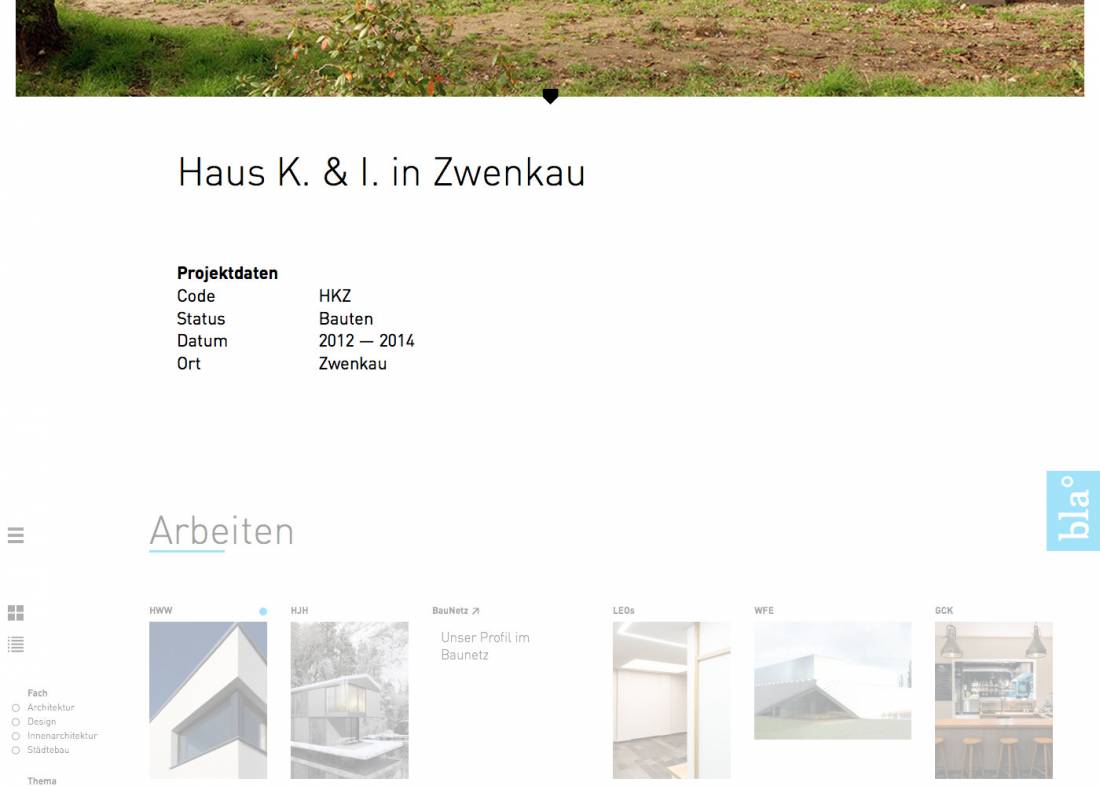 Haus K. & I. in Zwenkau
Projektdaten
Code HKZ
Status Bauten
Datum 2012 — 2014
Ort Zwenkau
bla°
Arbeiten
HWW
HJH
BauNetz ↗
Unser Profil im
Baunetz
LEOs
WFE
GCK
Fach
Architektur
Design
Innenarchitektur
Städtebau
Thema